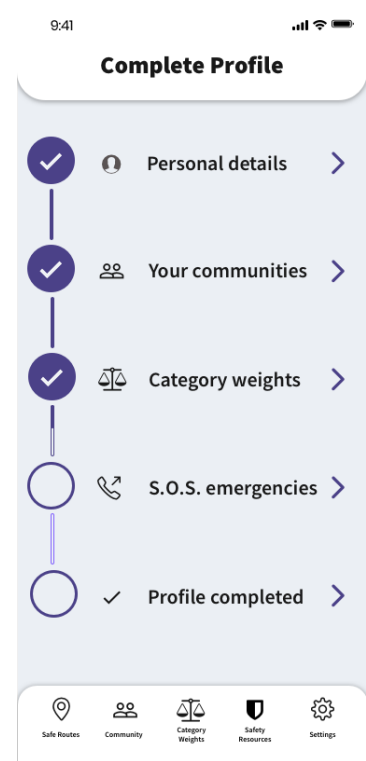 9:41
Complete Profile
Personal details
Your communities
Category weights
S.O.S. emergencies
Profile completed
Safe Routes
Community
Category
Weights
Safety
Resources
Settings